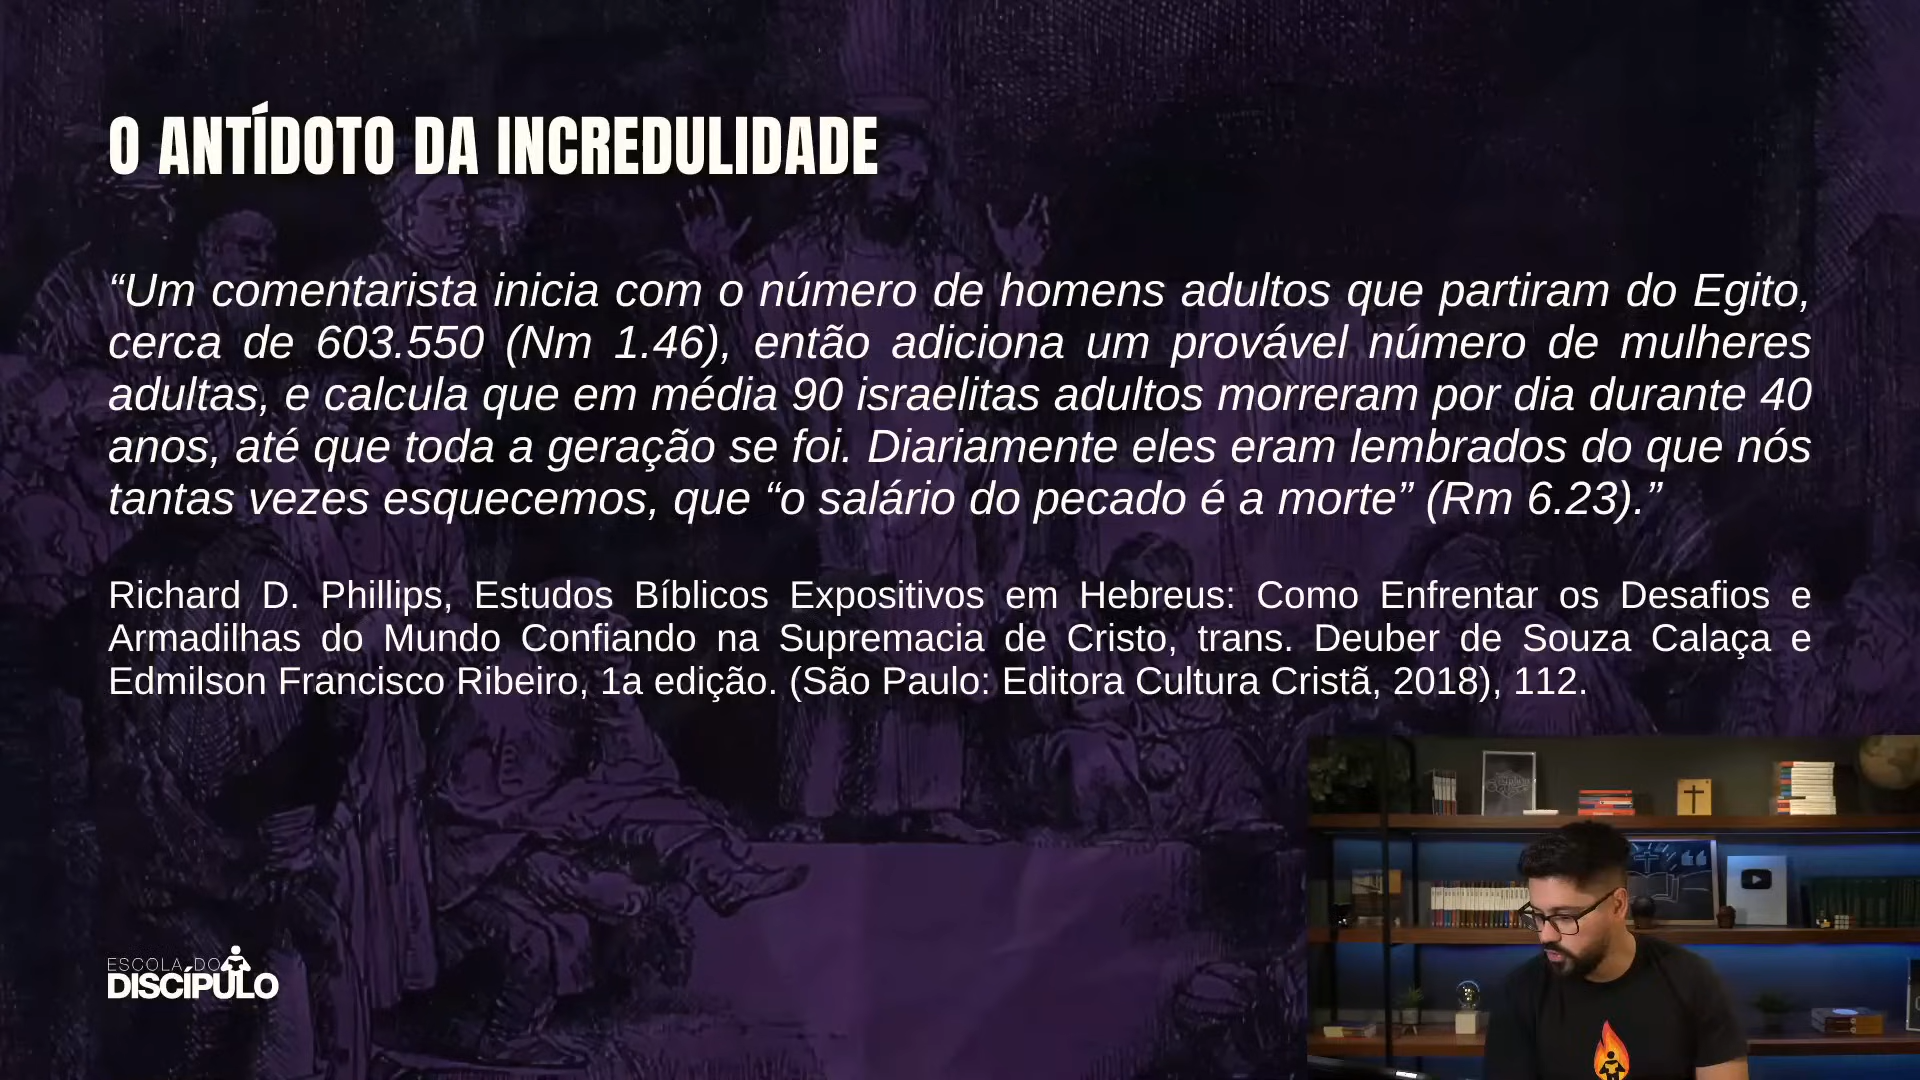 O ANTÍDOTO DA INCREDULIDADE
“Um comentarista inicia com o número de homens adultos que partiram do Egito,
cerca de 603.550 (Nm 1.46), então adiciona um provável número de mulheres
adultas, e calcula que em média 90 israelitas adultos morreram por dia durante 40
anos, até que toda a geração se foi. Diariamente eles eram lembrados do que nós
tantas vezes esquecemos, que “o salário do pecado é a morte” (Rm 6.23).”
Richard D. Phillips, Estudos Bíblicos Expositivos em Hebreus: Como Enfrentar os Desafios e
Armadilhas do Mundo Confiando na Supremacia de Cristo, trans. Deuber de Souza Calaça e
Edmilson Francisco Ribeiro, 1a edição. (São Paulo: Editora Cultura Cristã, 2018), 112.
ESCOLA DO
DISCÍPULO